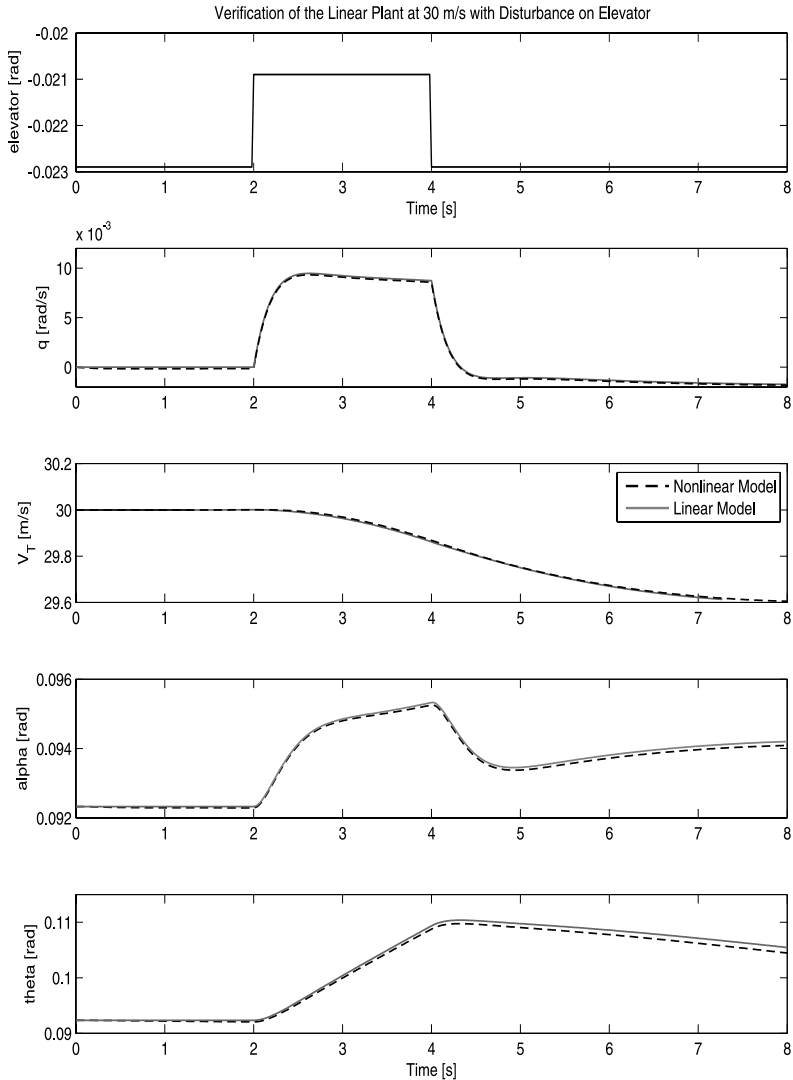 Verification of the Linear Plant at 30 m/s with Disturbance on Elevator
elevator [rad]
-0.02
-0.021
-0.022
-0.023
0 1 2 3 4 5 6 7 8
Time [s]
x 10^-3
q [rad/s]
10
5
0
0 1 2 3 4 5 6 7 8
V_T [m/s]
30.2
30
29.8
29.6
Nonlinear Model
Linear Model
0 1 2 3 4 5 6 7 8
alpha [rad]
0.096
0.094
0.092
0 1 2 3 4 5 6 7 8
theta [rad]
0.11
0.1
0.09
0 1 2 3 4 5 6 7 8
Time [s]